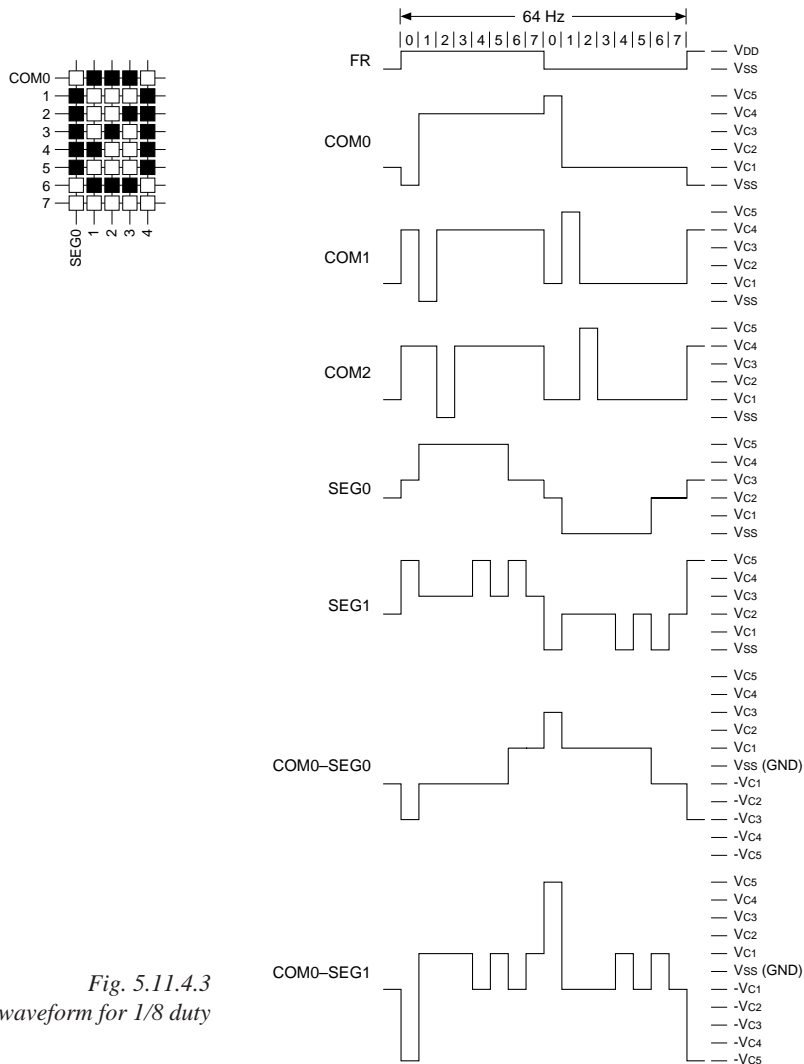 64 Hz
0 1 2 3 4 5 6 7 0 1 2 3 4 5 6 7
FR
VDD
VSS
COM0
1
2
3
4
5
6
7
SEG0
1
2
3
4
COM0
VC5
VC4
VC3
VC2
VC1
VSS
COM1
VC5
VC4
VC3
VC2
VC1
VSS
COM2
VC5
VC4
VC3
VC2
VC1
VSS
SEG0
VC5
VC4
VC3
VC2
VC1
VSS
SEG1
VC5
VC4
VC3
VC2
VC1
VSS
COM0–SEG0
VC5
VC4
VC3
VC2
VC1
VSS (GND)
-VC1
-VC2
-VC3
-VC4
-VC5
COM0–SEG1
VC5
VC4
VC3
VC2
VC1
VSS (GND)
-VC1
-VC2
-VC3
-VC4
-VC5
Fig. 5.11.4.3
waveform for 1/8 duty